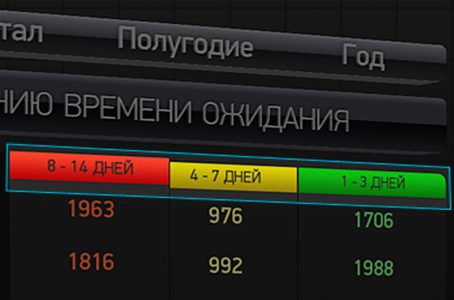 тал Полугодие Год
НИЮ ВРЕМЕНИ ОЖИДАНИЯ
8 - 14 ДНЕЙ 4 - 7 ДНЕЙ 1 - 3 ДНЕЙ
1963 976 1706
1816 992 1988